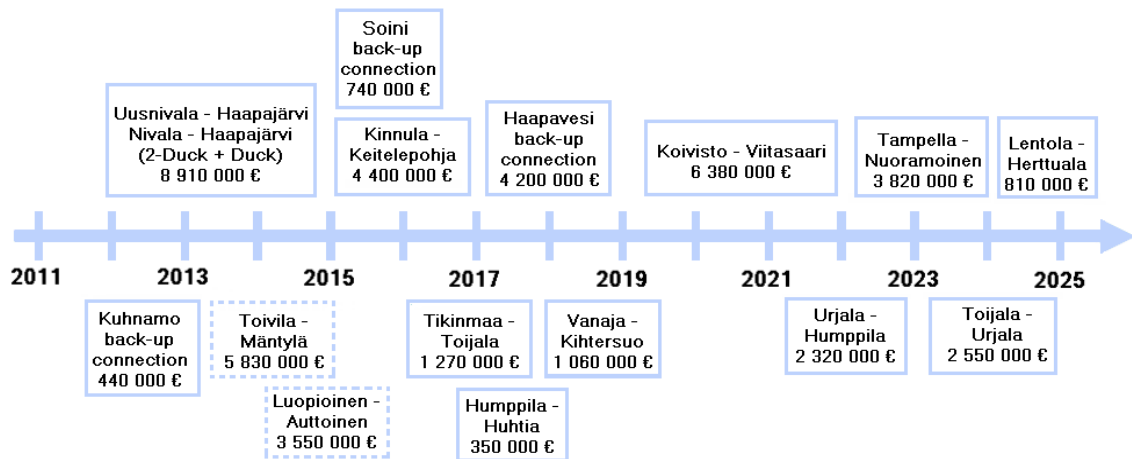 Soini
back-up
connection
740 000 €
Uusnivala - Haapajärvi
Nivala - Haapajärvi
(2-Duck + Duck)
8 910 000 €
Kinnula -
Keitelepohja
4 400 000 €
Haapavesi
back-up
connection
4 200 000 €
Koivisto - Viitasaari
6 380 000 €
Tampella -
Nuoramoinen
3 820 000 €
Lentola -
Herttuala
810 000 €
2011 2013 2015 2017 2019 2021 2023 2025
Kuhnamo
back-up
connection
440 000 €
Toivila -
Mäntylä
5 830 000 €
Luopioinen -
Auttoinen
3 550 000 €
Tikinmaa -
Toijala
1 270 000 €
Humppila -
Huhtia
350 000 €
Vanaja -
Kihtersuo
1 060 000 €
Urjala -
Humppila
2 320 000 €
Toijala -
Urjala
2 550 000 €